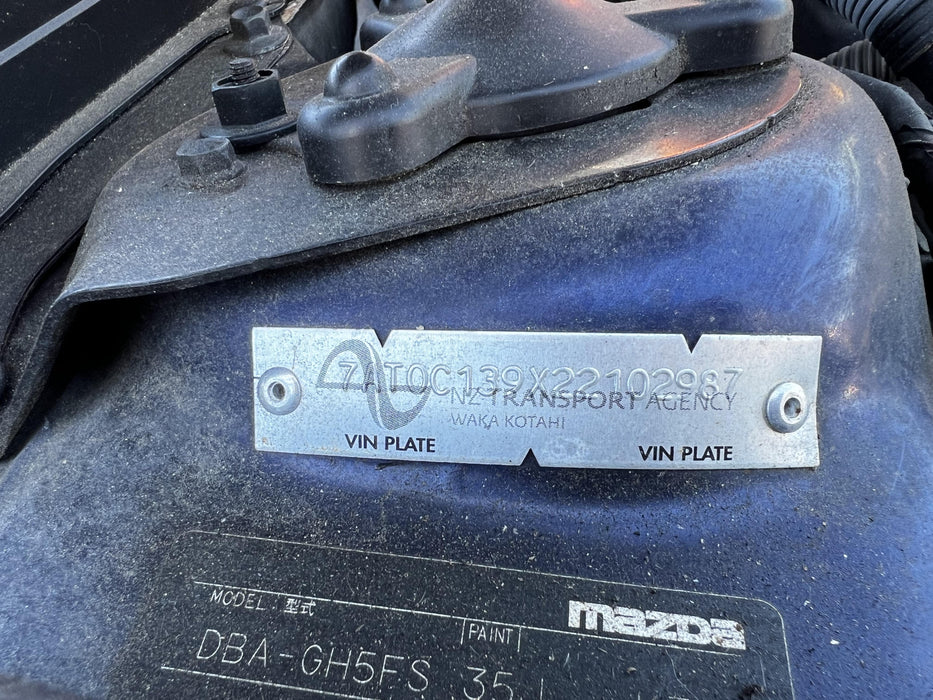 7AT0C139X22102987
NZ TRANSPORT AGENCY
WAKA KOTAHI
VIN PLATE VIN PLATE
MODEL 型式 mazda
PAINT
DBA-GH5FS 35